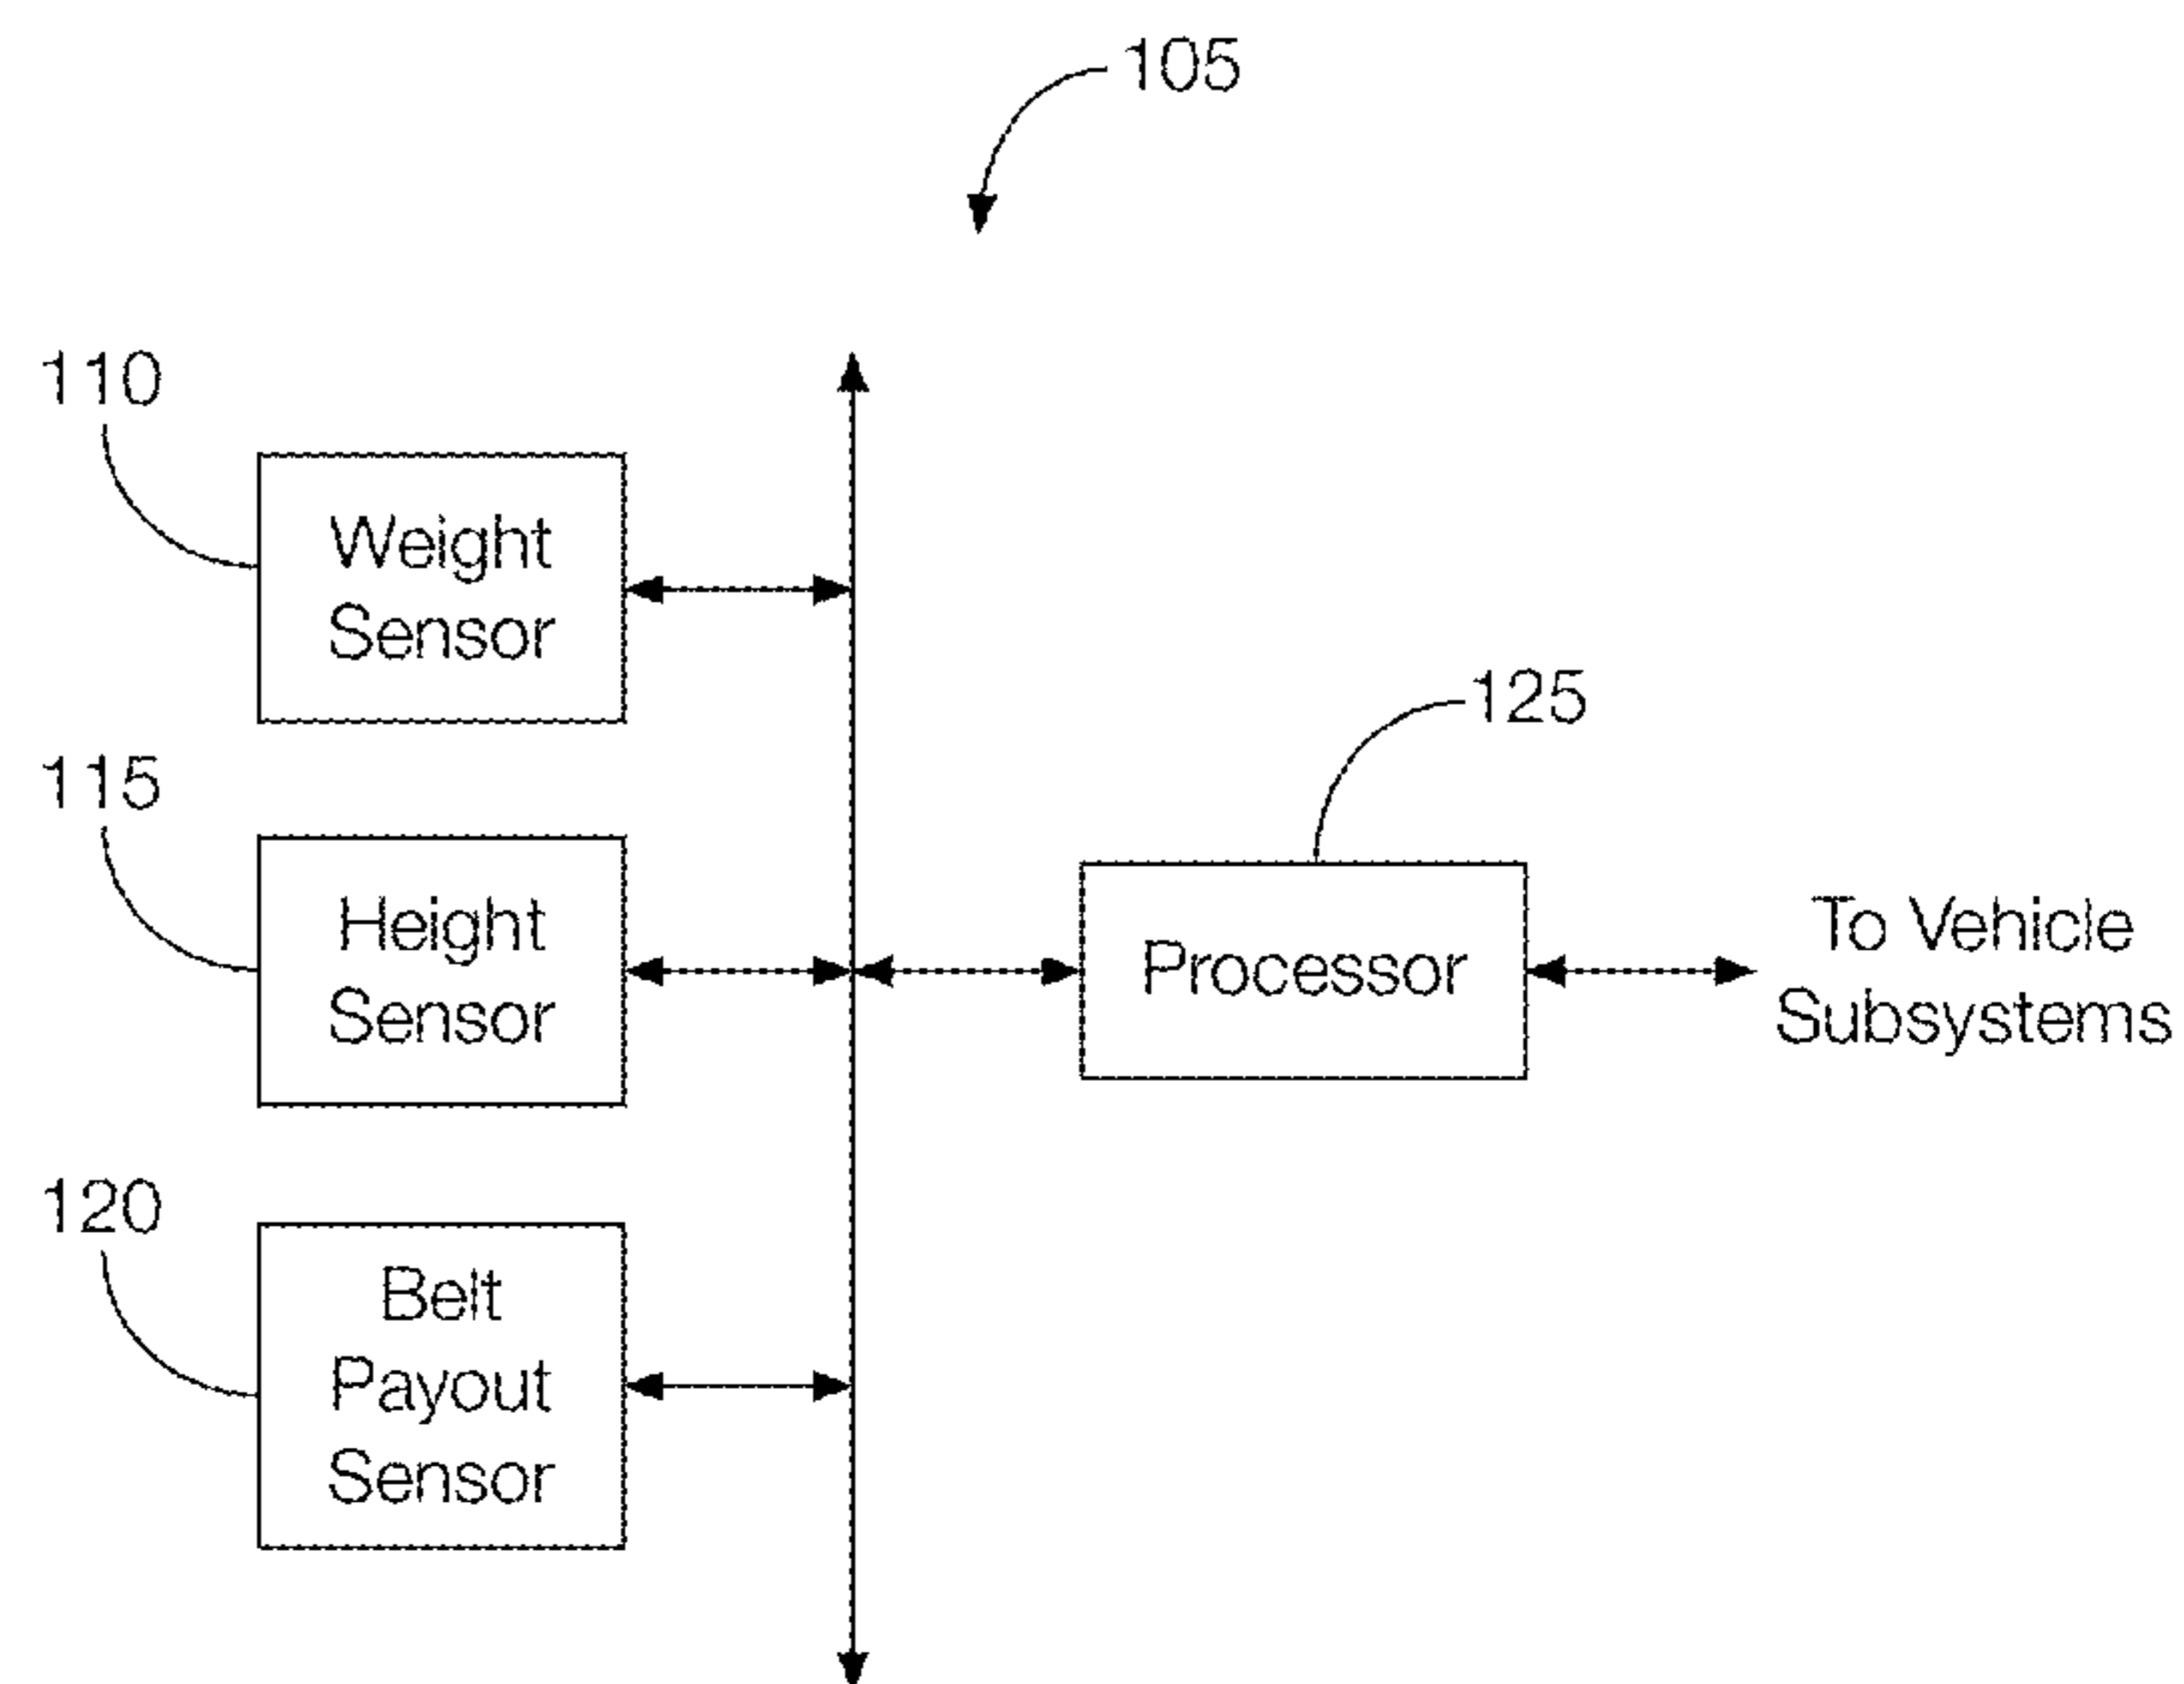 105
110
Weight
Sensor
125
115
Height
Sensor
Processor
To Vehicle
Subsystems
120
Belt
Payout
Sensor